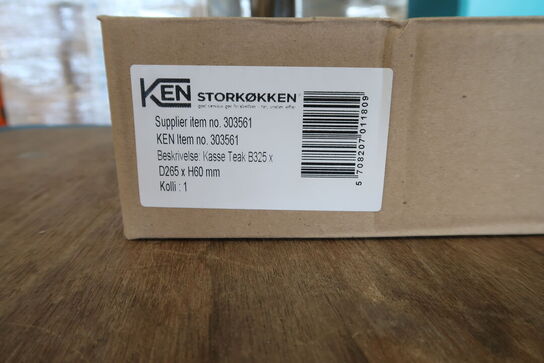 KEN STORKØKKEN
Supplier item no. 303561
KEN Item no. 303561
Beskrivelse: Kasse Teak B325 x
D265 x H60 mm
Kolli : 1
5 708207 011809